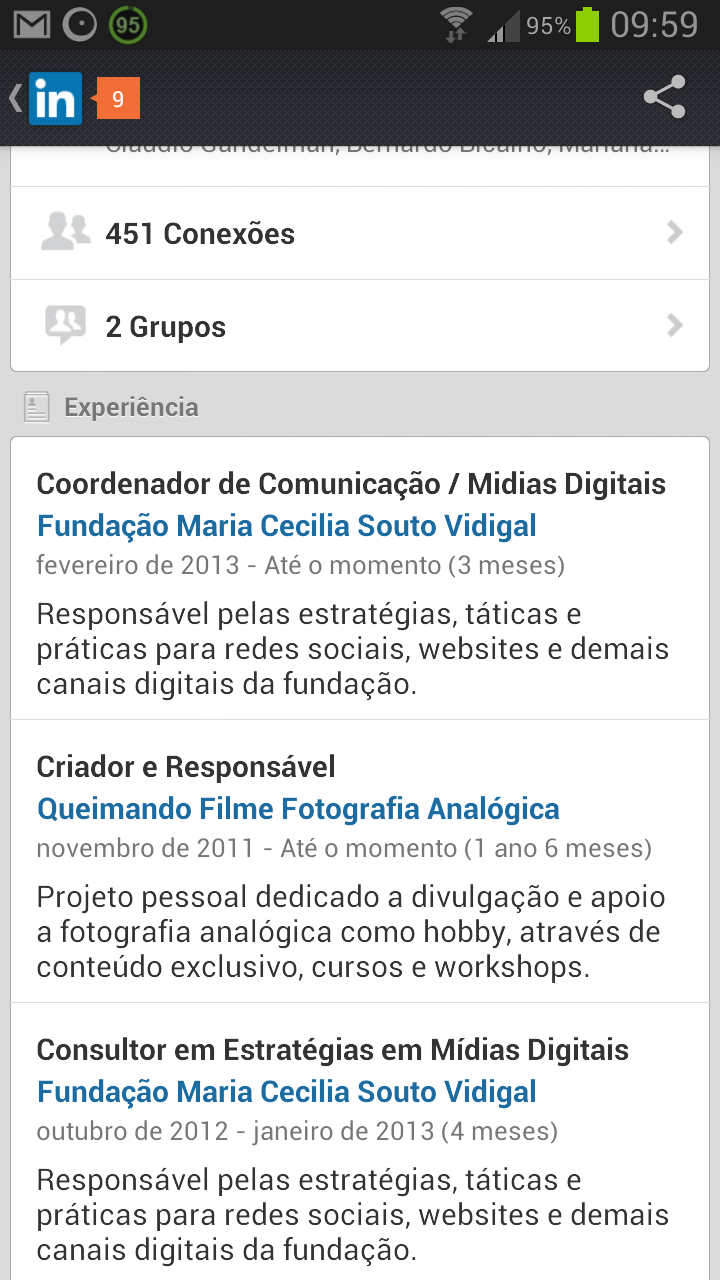 95
95%
09:59
in
9
451 Conexões
2 Grupos
Experiência
Coordenador de Comunicação / Midias Digitais
Fundação Maria Cecilia Souto Vidigal
fevereiro de 2013 - Até o momento (3 meses)
Responsável pelas estratégias, táticas e
práticas para redes sociais, websites e demais
canais digitais da fundação.
Criador e Responsável
Queimando Filme Fotografia Analógica
novembro de 2011 - Até o momento (1 ano 6 meses)
Projeto pessoal dedicado a divulgação e apoio
a fotografia analógica como hobby, através de
conteúdo exclusivo, cursos e workshops.
Consultor em Estratégias em Mídias Digitais
Fundação Maria Cecilia Souto Vidigal
outubro de 2012 - janeiro de 2013 (4 meses)
Responsável pelas estratégias, táticas e
práticas para redes sociais, websites e demais
canais digitais da fundação.